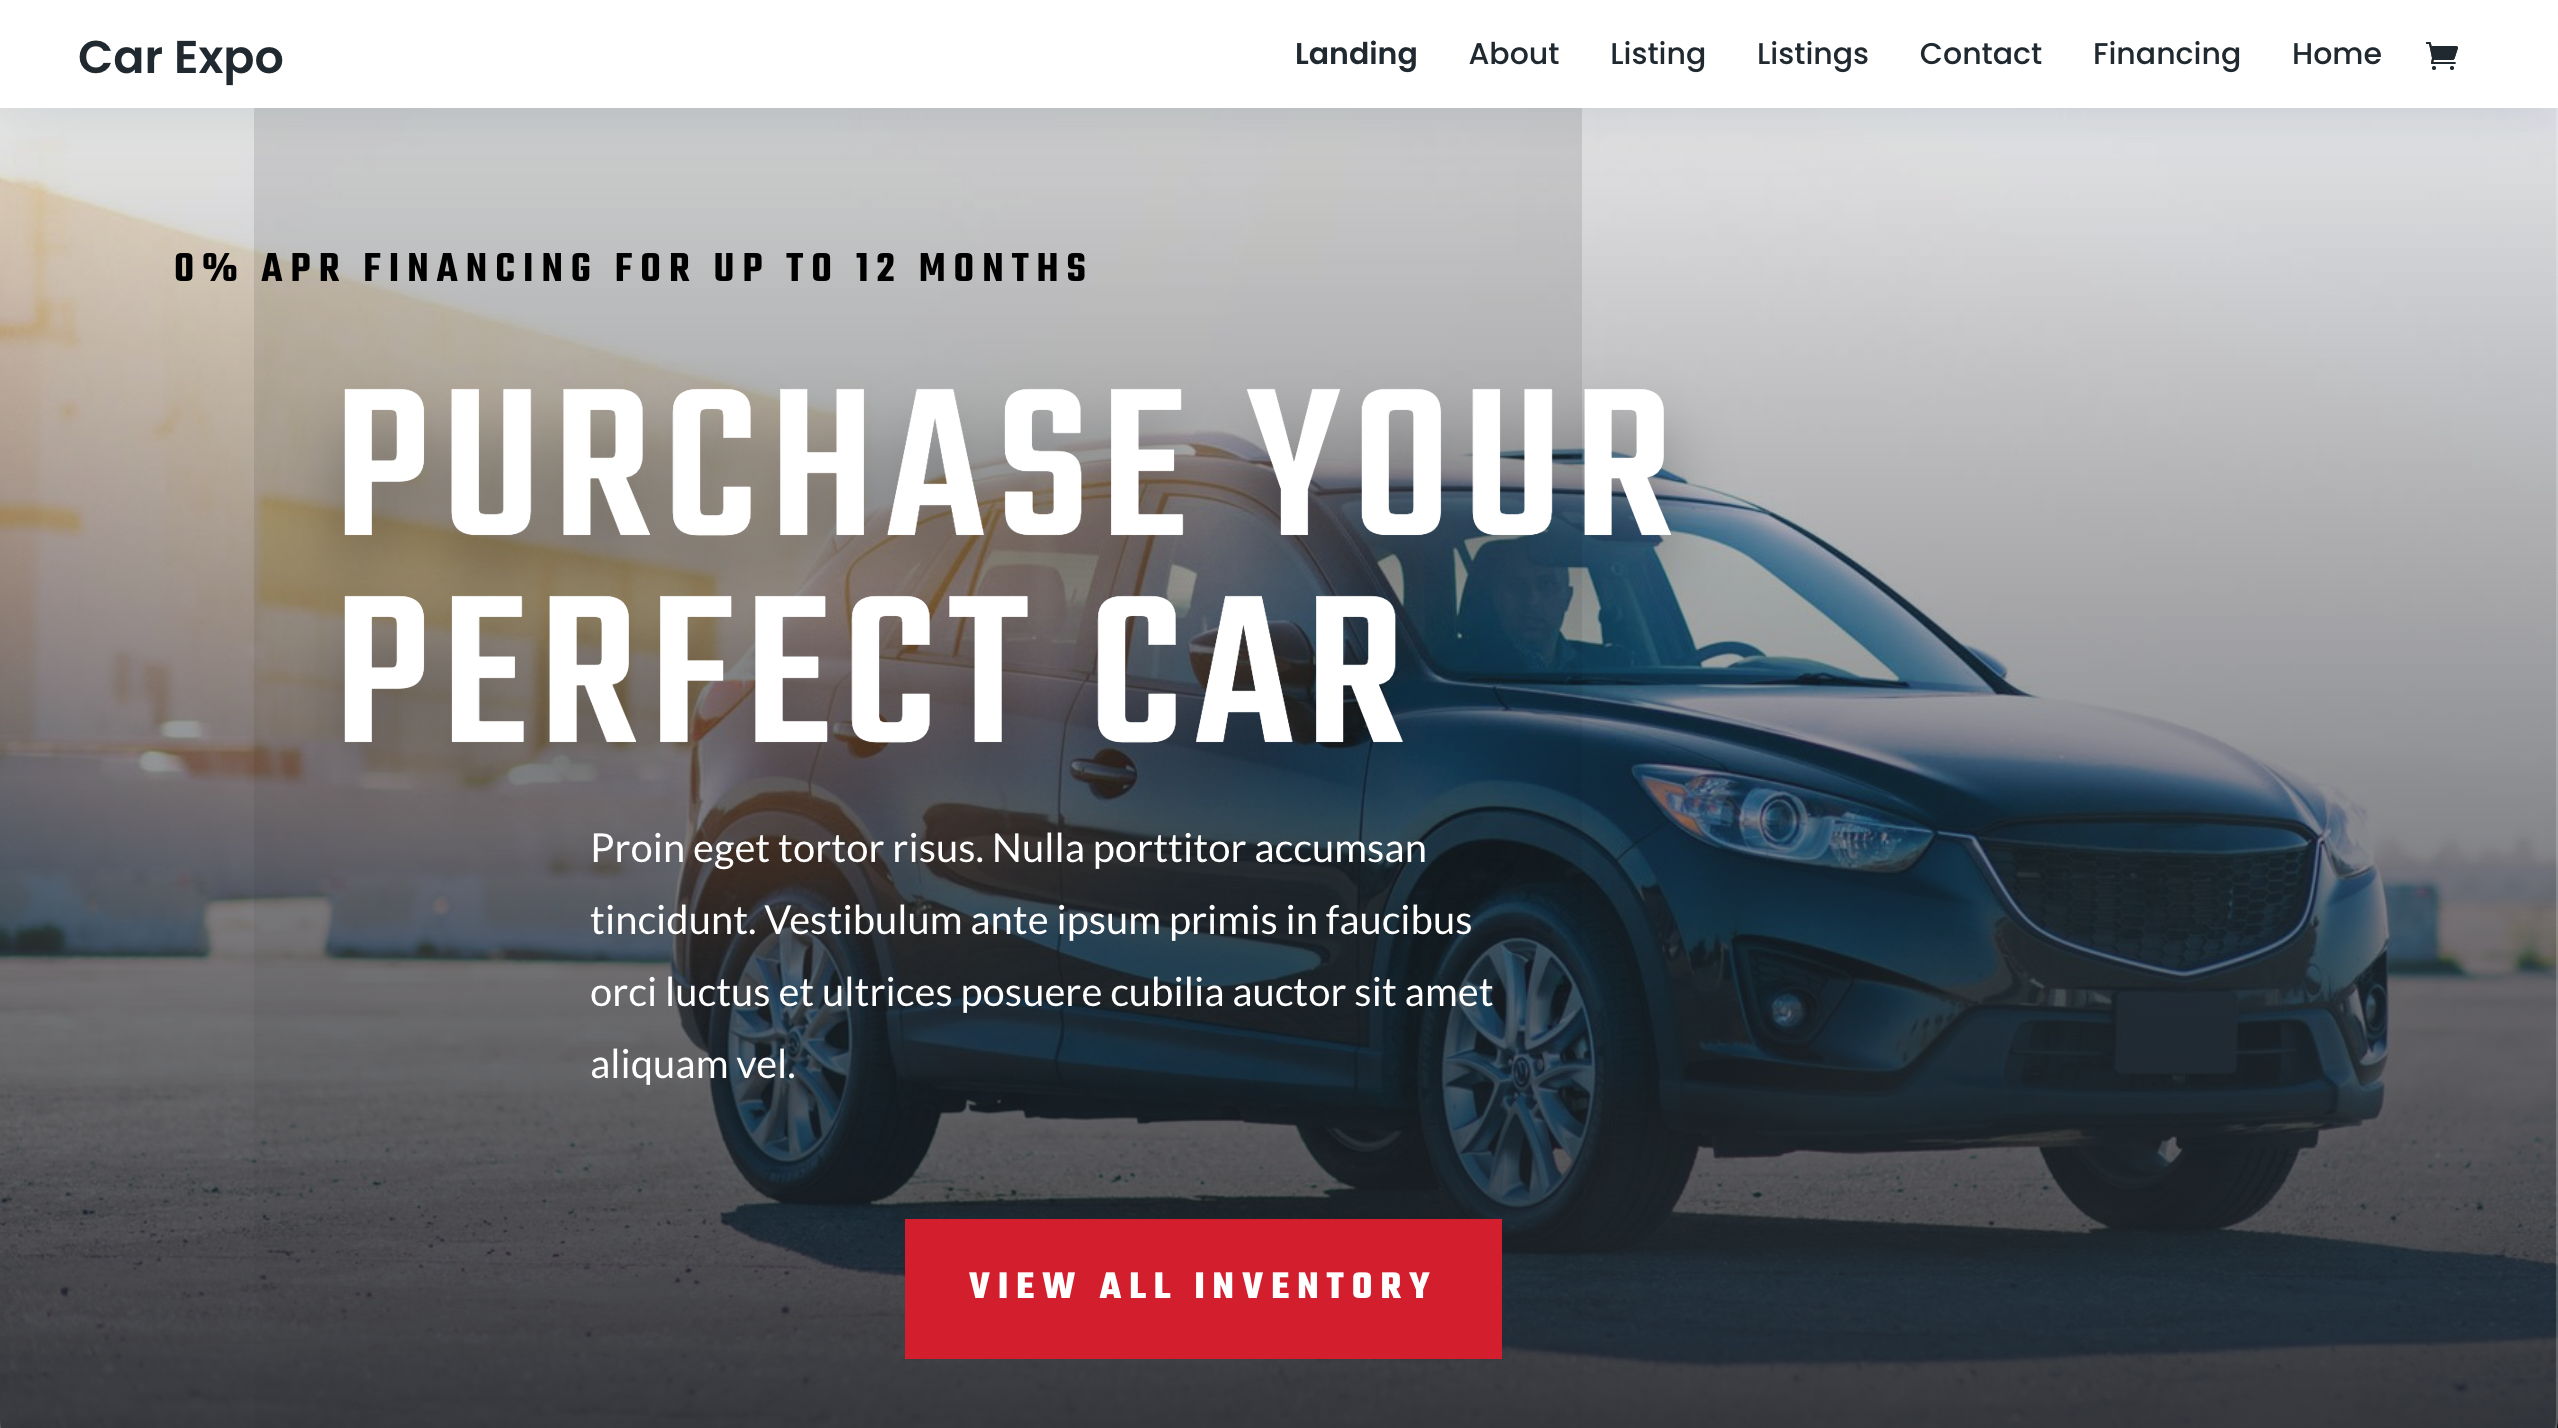 Car Expo
Landing About Listing Listings Contact Financing Home
0% APR FINANCING FOR UP TO 12 MONTHS
PURCHASE YOUR
PERFECT CAR
Proin eget tortor risus. Nulla porttitor accumsan
tincidunt. Vestibulum ante ipsum primis in faucibus
orci luctus et ultrices posuere cubilia auctor sit amet
aliquam vel.
VIEW ALL INVENTORY